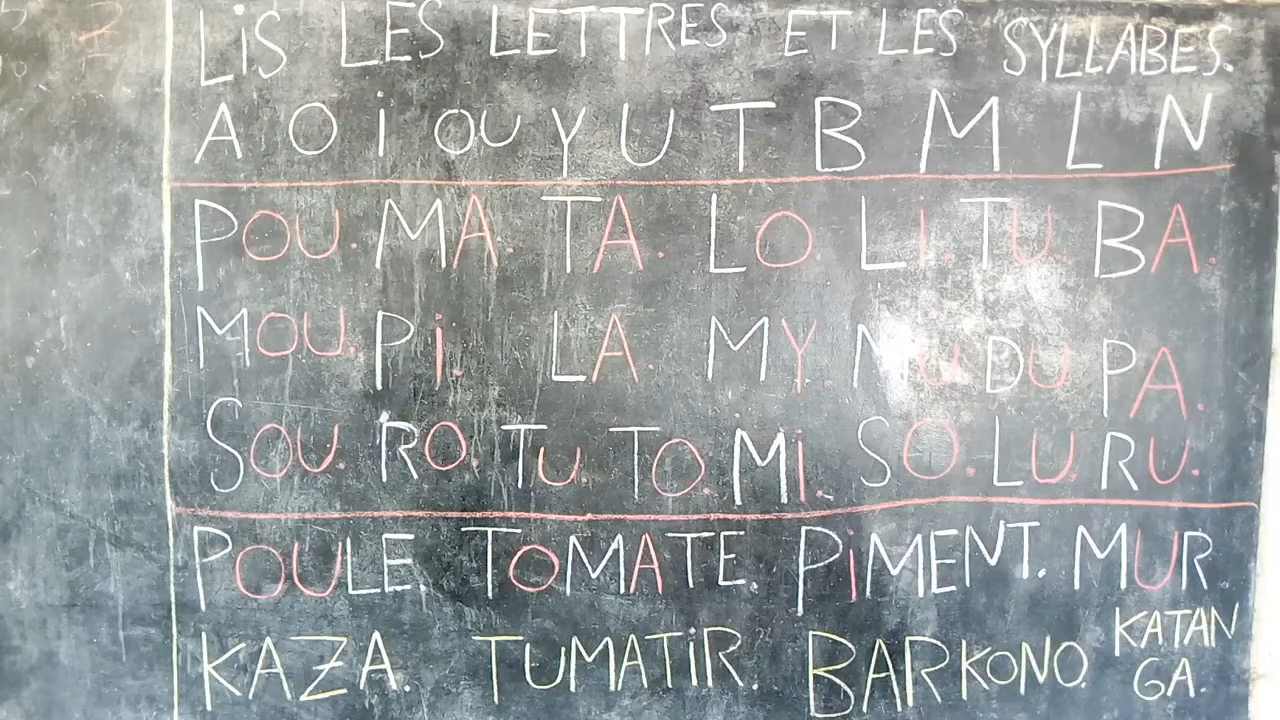 LiS LES LETTRES ET LES SYLLABES.
A O i OU Y U T B M L N
POU. MA. TA. LO. Li. TU. BA.
MOU. Pi. LA. MY. MU DU PA.
SOU. RO. TU. TO. Mi. SO. LU. RU.
POULE TOMATE. PiMENT. MUR
KAZA. TUMATiR. BARKONO. KATAN
GA.